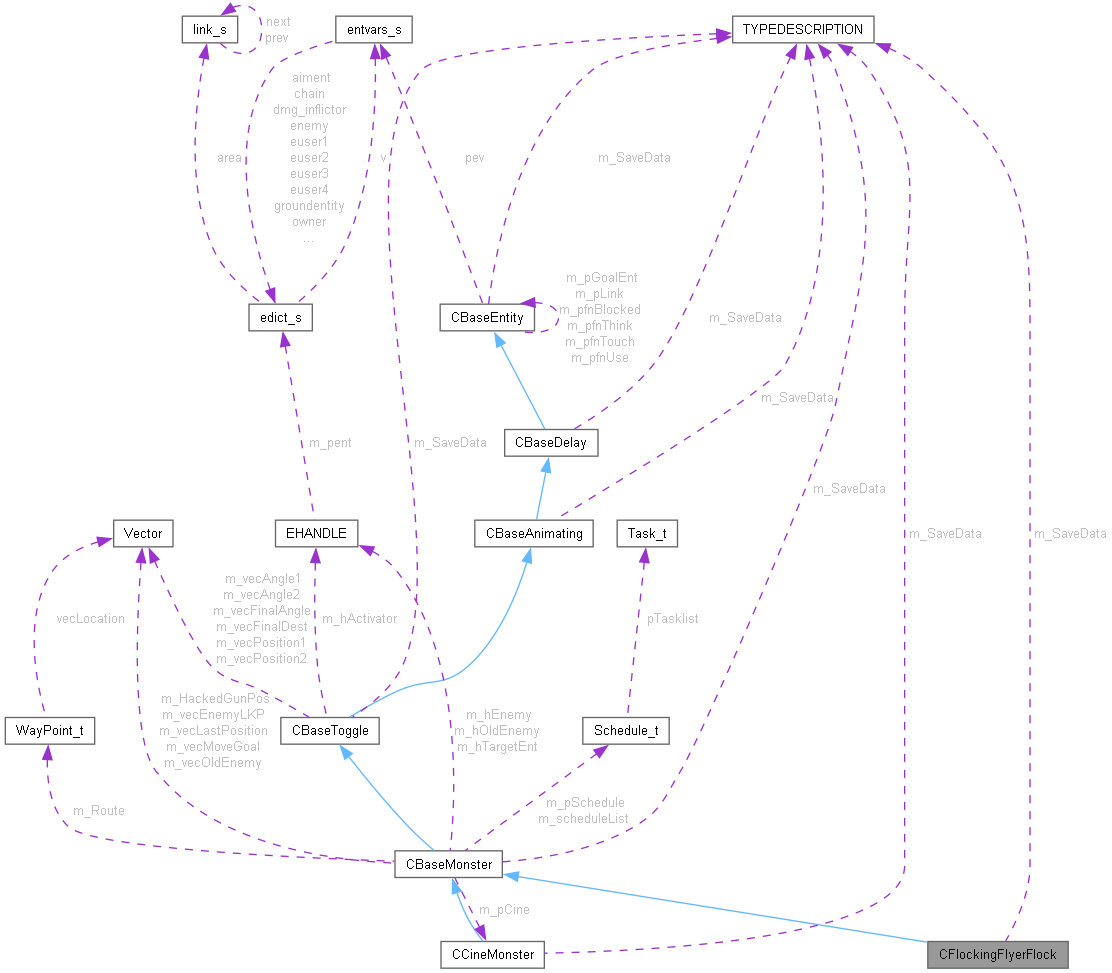 link_s
next
prev
entvars_s
TYPEDESCRIPTION
aiment
chain
dmg_inflictor
enemy
euser1
euser2
euser3
euser4
groundentity
owner
...
area
v
pev
m_SaveData
edict_s
CBaseEntity
m_pGoalEnt
m_pLink
m_pfnBlocked
m_pfnThink
m_pfnTouch
m_pfnUse
m_SaveData
m_SaveData
m_pent
m_SaveData
CBaseDelay
m_SaveData
Vector
EHANDLE
CBaseAnimating
Task_t
m_SaveData
m_SaveData
vecLocation
m_vecAngle1
m_vecAngle2
m_vecFinalAngle
m_vecFinalDest
m_vecPosition1
m_vecPosition2
m_hActivator
pTasklist
m_HackedGunPos
m_vecEnemyLKP
m_vecLastPosition
m_vecMoveGoal
m_vecOldEnemy
WayPoint_t
CBaseToggle
m_hEnemy
m_hOldEnemy
m_hTargetEnt
Schedule_t
m_Route
m_pSchedule
m_scheduleList
CBaseMonster
m_pCine
CCineMonster
CFlockingFlyerFlock